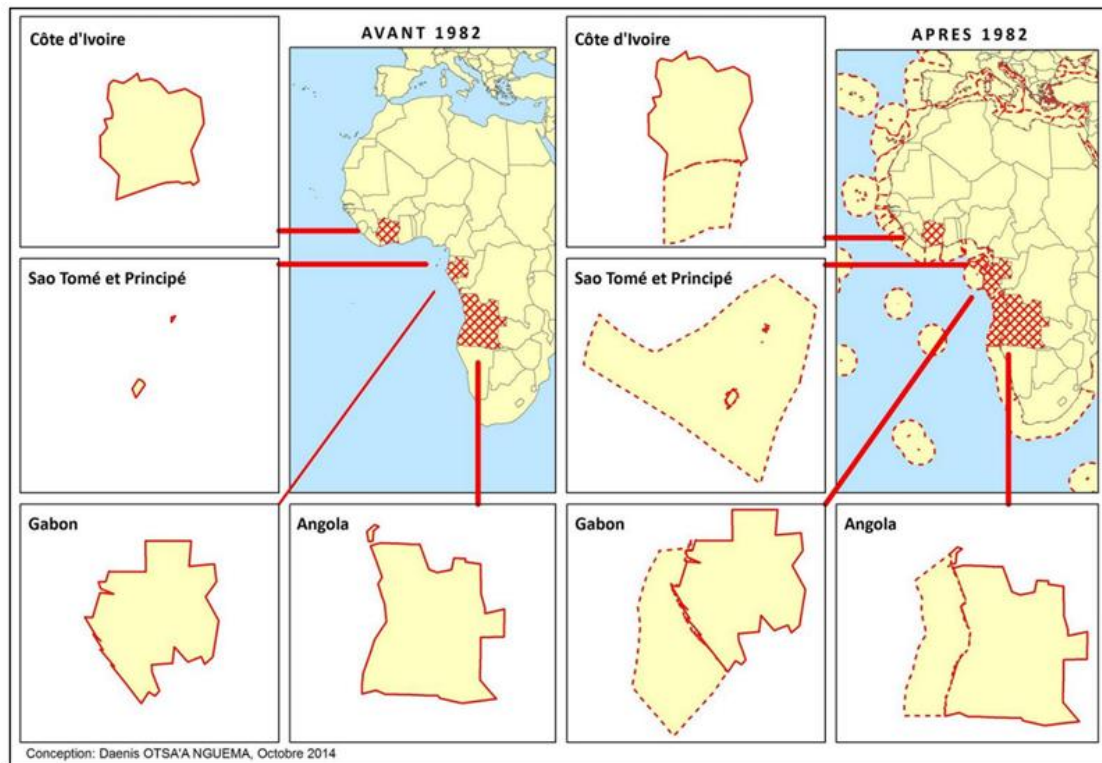 Côte d'Ivoire
AVANT 1982
Côte d'Ivoire
APRES 1982
Sao Tomé et Principé
Sao Tomé et Principé
Gabon
Angola
Gabon
Angola
Conception: Daenis OTSA'A NGUEMA, Octobre 2014